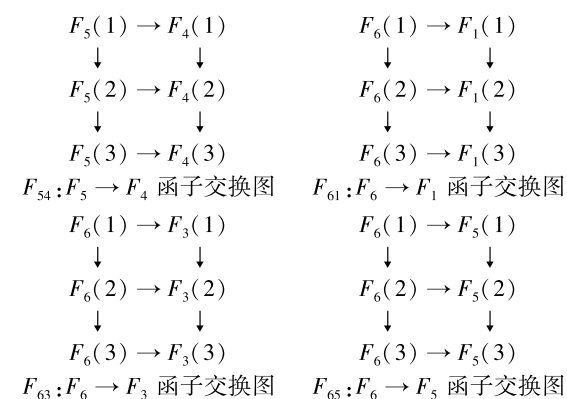 F₅(1) → F₄(1)
↓ ↓
F₅(2) → F₄(2)
↓ ↓
F₅(3) → F₄(3)
F₅₄:F₅ → F₄ 函子交换图
F₆(1) → F₁(1)
↓ ↓
F₆(2) → F₁(2)
↓ ↓
F₆(3) → F₁(3)
F₆₁:F₆ → F₁ 函子交换图
F₆(1) → F₃(1)
↓ ↓
F₆(2) → F₃(2)
↓ ↓
F₆(3) → F₃(3)
F₆₃:F₆ → F₃ 函子交换图
F₆(1) → F₅(1)
↓ ↓
F₆(2) → F₅(2)
↓ ↓
F₆(3) → F₅(3)
F₆₅:F₆ → F₅ 函子交换图